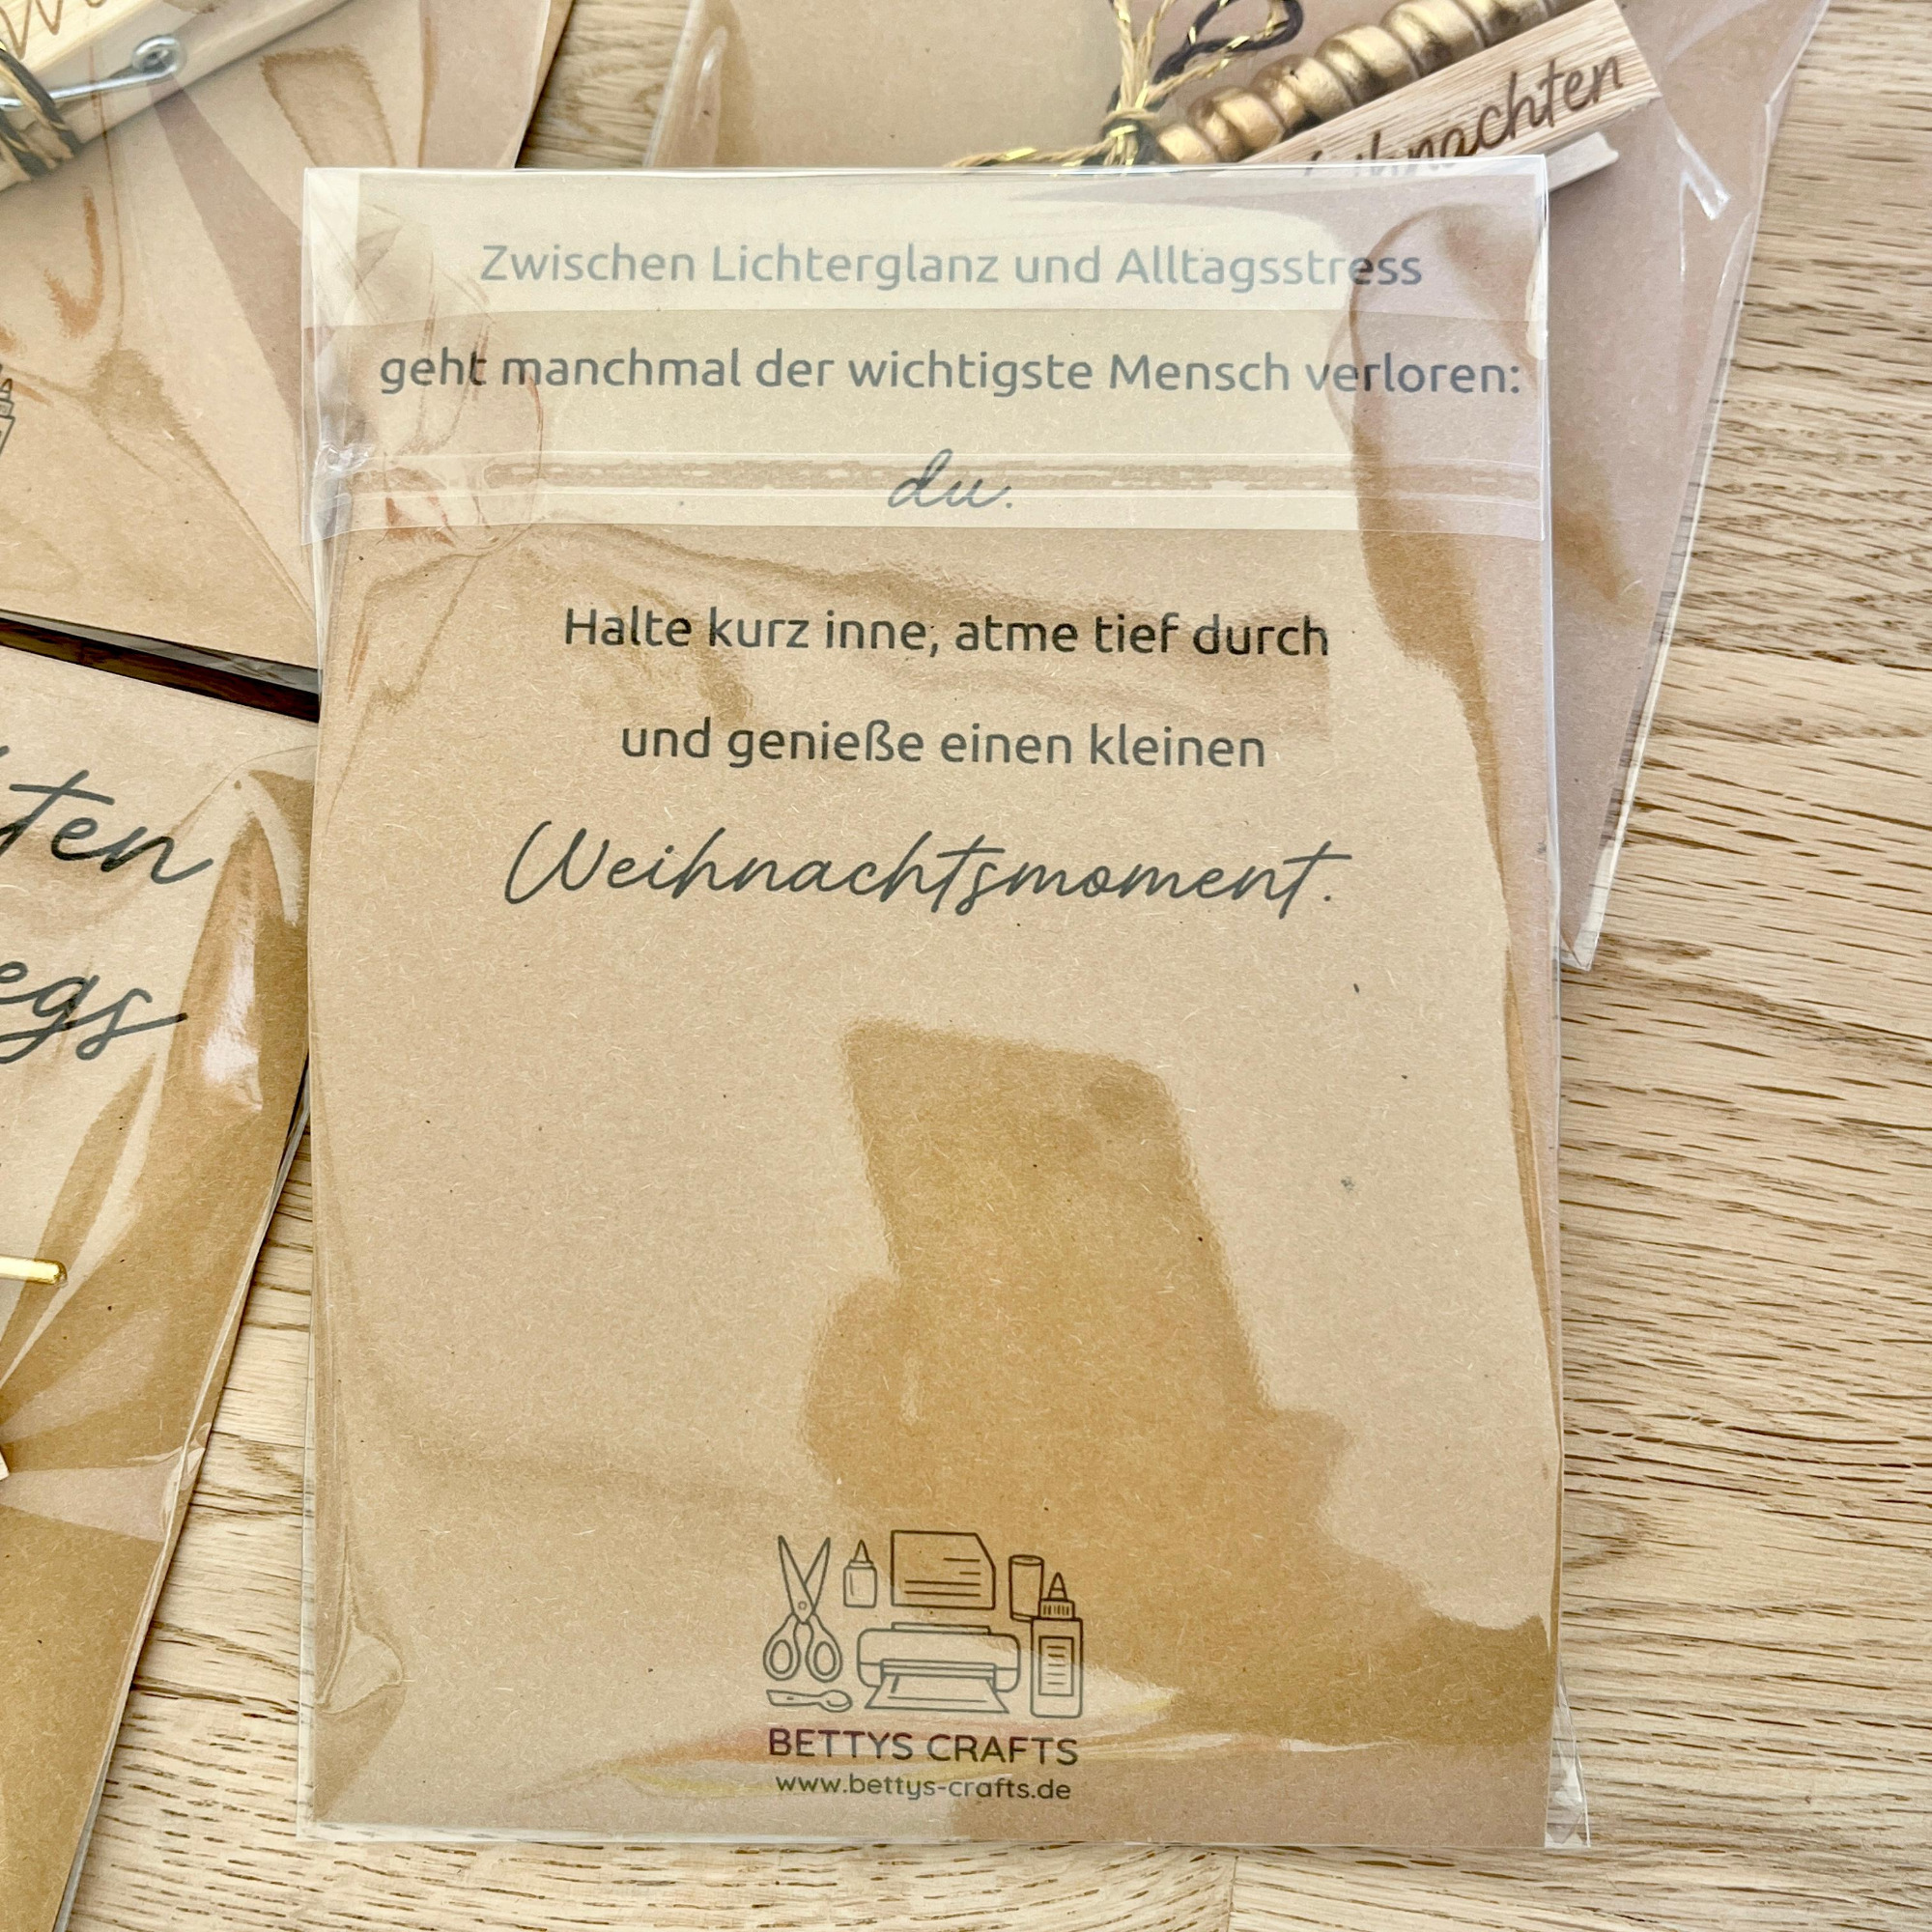 Zwischen Lichterglanz und Alltagsstress
geht manchmal der wichtigste Mensch verloren:
du.
Halte kurz inne, atme tief durch
und genieße einen kleinen
Weihnachtsmoment.
BETTYS CRAFTS
www.bettys-crafts.de